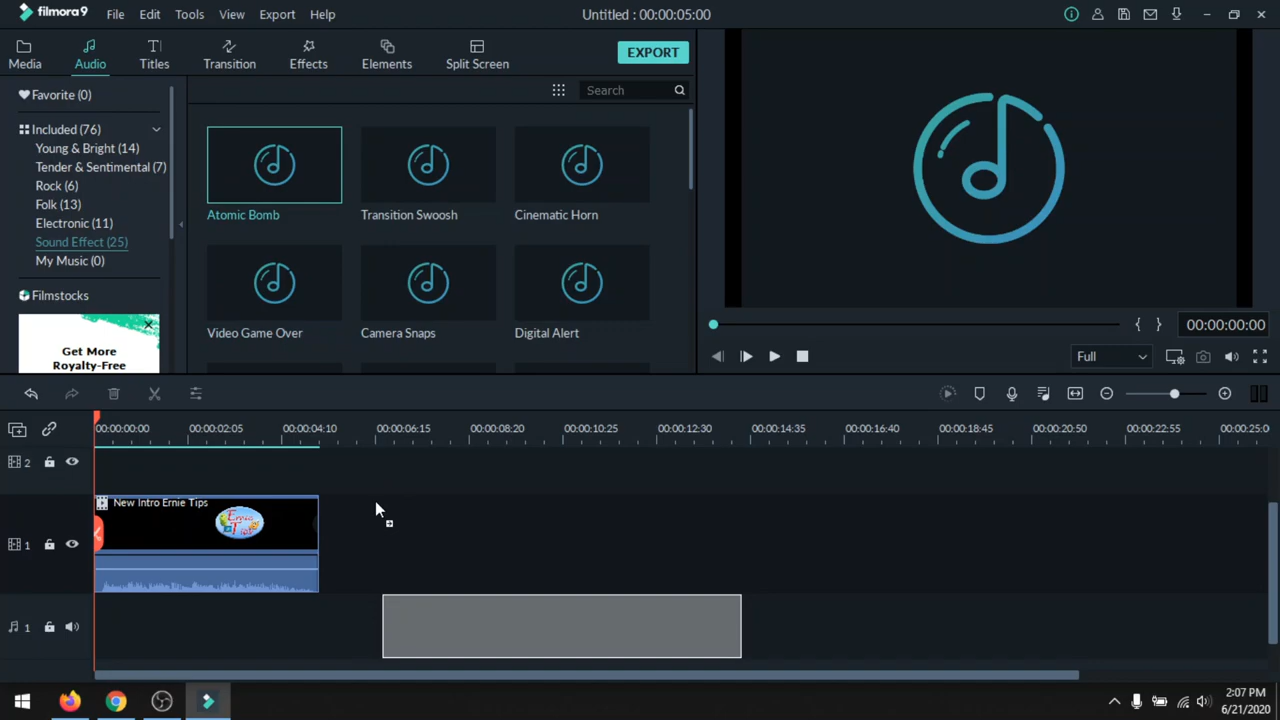 filmora9 File Edit Tools View Export Help Untitled : 00:00:05:00
Media Audio Titles Transition Effects Elements Split Screen EXPORT
Favorite (0)
Search
Included (76)
Young & Bright (14)
Tender & Sentimental (7)
Rock (6)
Folk (13)
Electronic (11)
Sound Effect (25)
My Music (0)
Filmstocks
Get More
Royalty-Free
Atomic Bomb Transition Swoosh Cinematic Horn
Video Game Over Camera Snaps Digital Alert
00:00:00:00
Full
00:00:00:00 00:00:02:05 00:00:04:10 00:00:06:15 00:00:08:20 00:00:10:25 00:00:12:30 00:00:14:35 00:00:16:40 00:00:18:45 00:00:20:50 00:00:22:55 00:00:25:0
2
New Intro Ernie Tips
Ernie
Tips
1
1
2:07 PM
6/21/2020